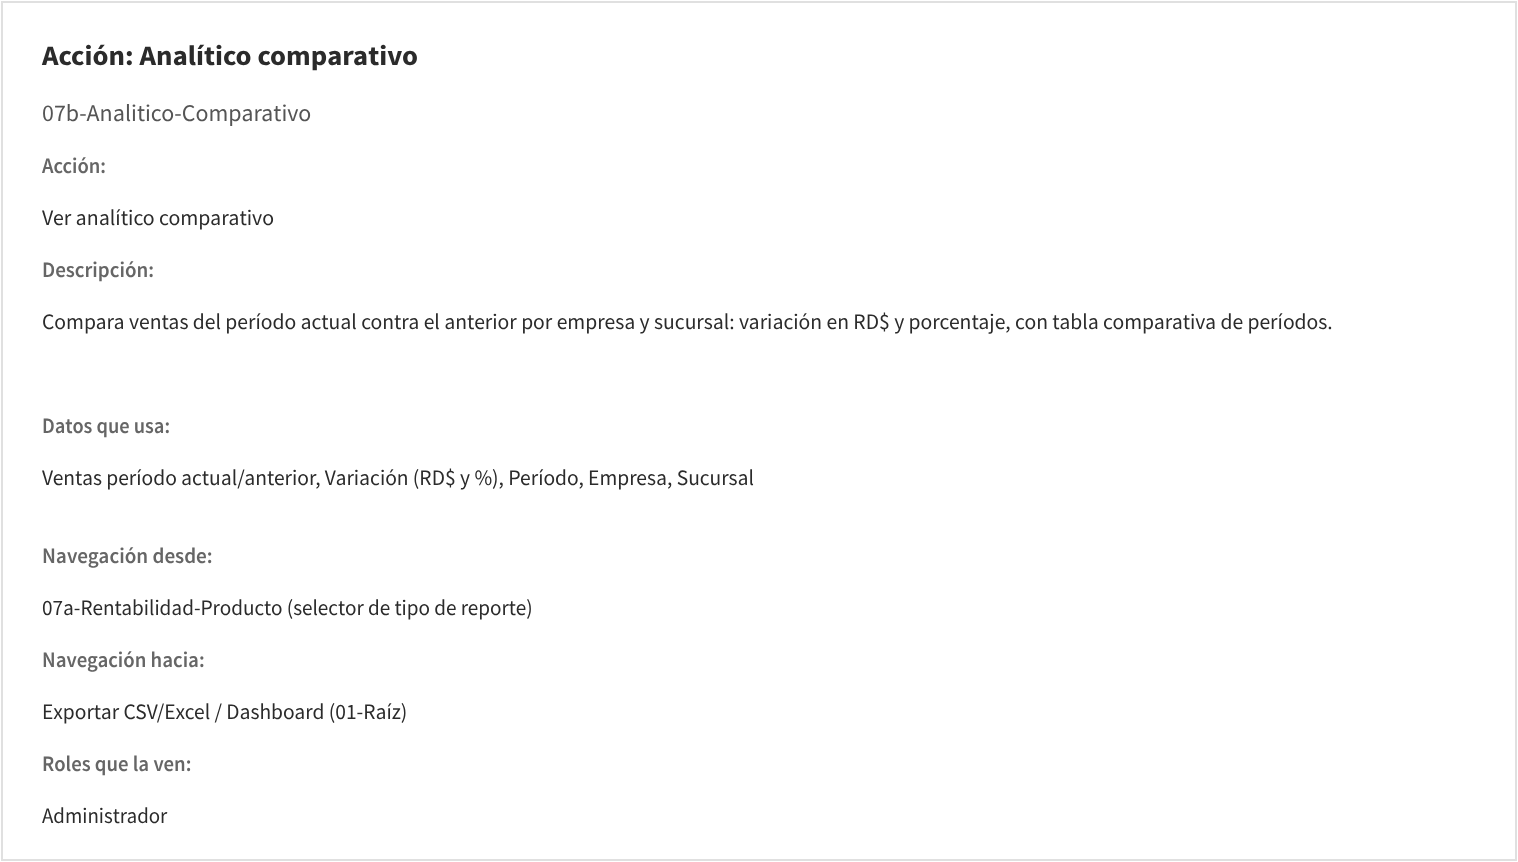 Acción: Analítico comparativo
07b-Analitico-Comparativo
Acción:
Ver analítico comparativo
Descripción:
Compara ventas del período actual contra el anterior por empresa y sucursal: variación en RD$ y porcentaje, con tabla comparativa de períodos.
Datos que usa:
Ventas período actual/anterior, Variación (RD$ y %), Período, Empresa, Sucursal
Navegación desde:
07a-Rentabilidad-Producto (selector de tipo de reporte)
Navegación hacia:
Exportar CSV/Excel / Dashboard (01-Raíz)
Roles que la ven:
Administrador